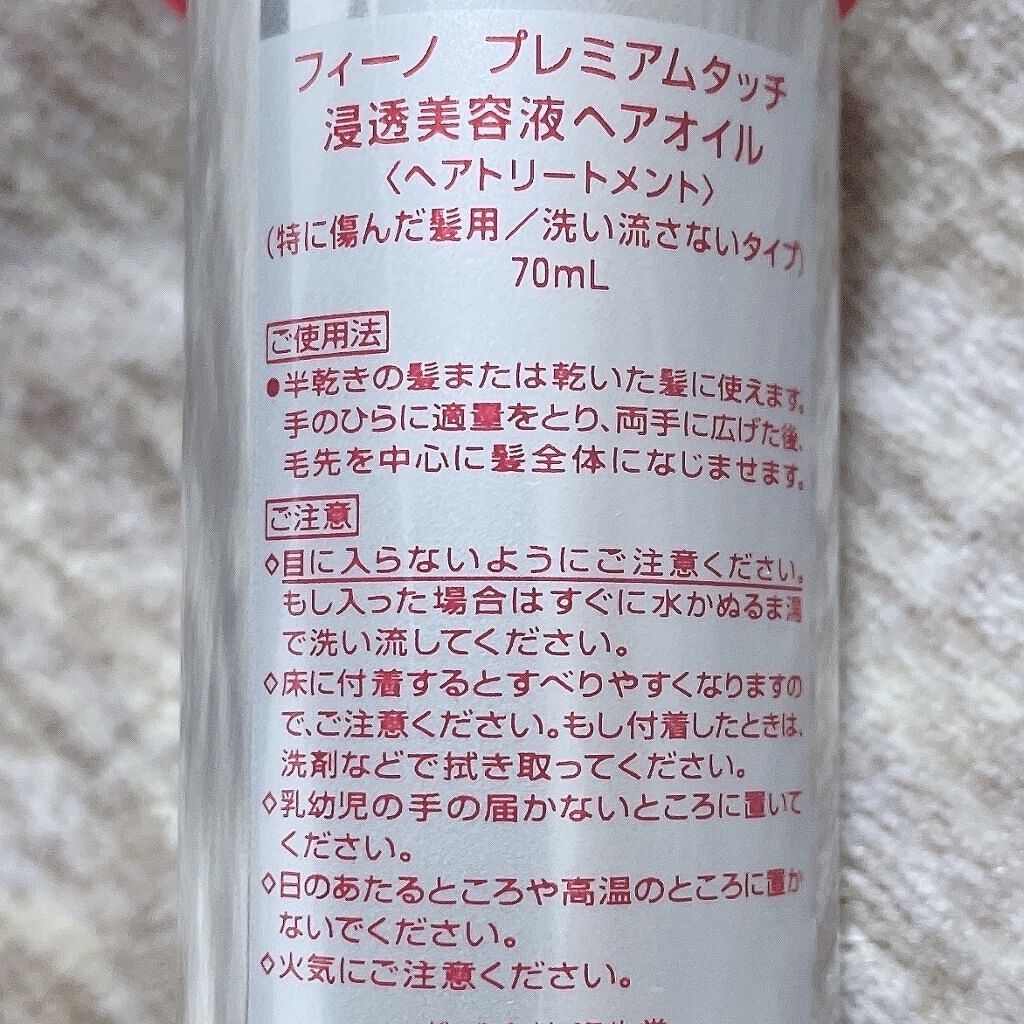 フィーノ プレミアムタッチ
浸透美容液ヘアオイル
〈ヘアトリートメント〉
(特に傷んだ髪用／洗い流さないタイプ)
70mL
ご使用法
●半乾きの髪または乾いた髪に使えます。
手のひらに適量をとり、両手に広げた後、
毛先を中心に髪全体になじませます。
ご注意
◇目に入らないようにご注意ください。
もし入った場合はすぐに水かぬるま湯
で洗い流してください。
◇床に付着するとすべりやすくなりますの
で、ご注意ください。もし付着したときは、
洗剤などで拭き取ってください。
◇乳幼児の手の届かないところに置いて
ください。
◇日のあたるところや高温のところに置か
ないでください。
◇火気にご注意ください。